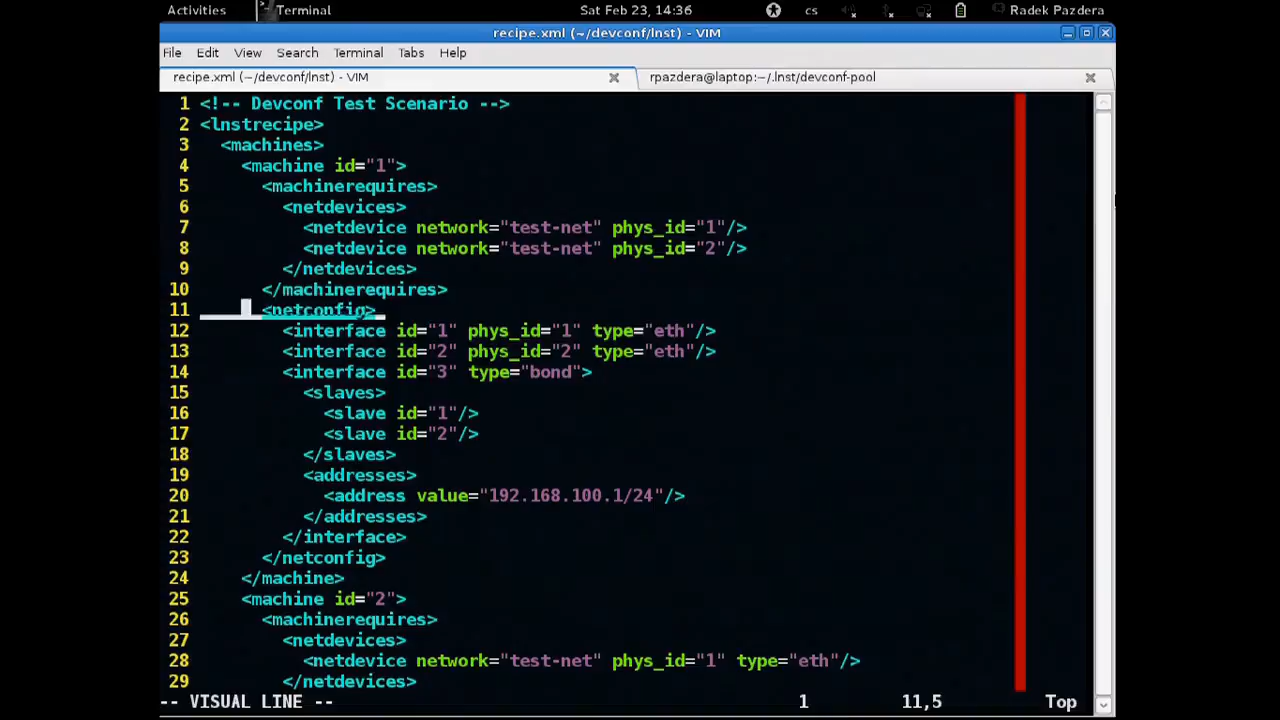 Activities
Terminal
Sat Feb 23, 14:36
cs
Radek Pazdera
recipe.xml (~/devconf/lnst) - VIM
File Edit View Search Terminal Tabs Help
recipe.xml (~/devconf/lnst) - VIM
rpazdera@laptop:~/.lnst/devconf-pool
1 <!-- Devconf Test Scenario -->
2 <lnstrecipe>
3 <machines>
4 <machine id="1">
5 <machinerequires>
6 <netdevices>
7 <netdevice network="test-net" phys_id="1"/>
8 <netdevice network="test-net" phys_id="2"/>
9 </netdevices>
10 </machinerequires>
11 <netconfig>
12 <interface id="1" phys_id="1" type="eth"/>
13 <interface id="2" phys_id="2" type="eth"/>
14 <interface id="3" type="bond">
15 <slaves>
16 <slave id="1"/>
17 <slave id="2"/>
18 </slaves>
19 <addresses>
20 <address value="192.168.100.1/24"/>
21 </addresses>
22 </interface>
23 </netconfig>
24 </machine>
25 <machine id="2">
26 <machinerequires>
27 <netdevices>
28 <netdevice network="test-net" phys_id="1" type="eth"/>
29 </netdevices>
-- VISUAL LINE -- 1 11,5 Top